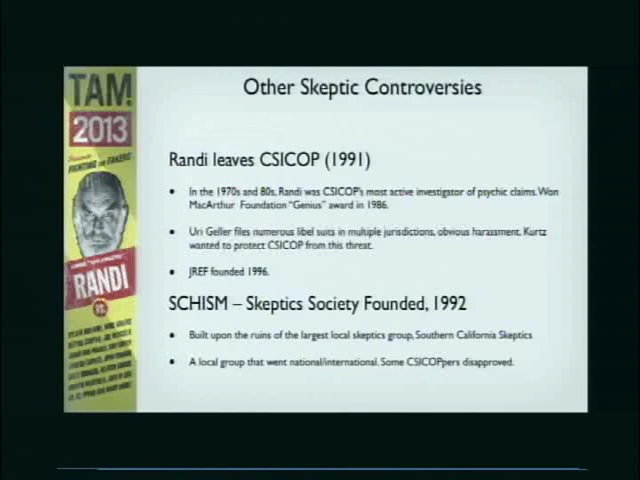 TAM!
2013
FIGHTING THE FAKERS!
RANDI
VS.
Other Skeptic Controversies
Randi leaves CSICOP (1991)
• In the 1970s and 80s, Randi was CSICOP's most active investigator of psychic claims. Won
MacArthur Foundation "Genius" award in 1986.
• Uri Geller files numerous libel suits in multiple jurisdictions, obvious harassment. Kurtz
wanted to protect CSICOP from this threat.
• JREF founded 1996.
SCHISM – Skeptics Society Founded, 1992
• Built upon the ruins of the largest local skeptics group, Southern California Skeptics
• A local group that went national/international. Some CSICOPpers disapproved.